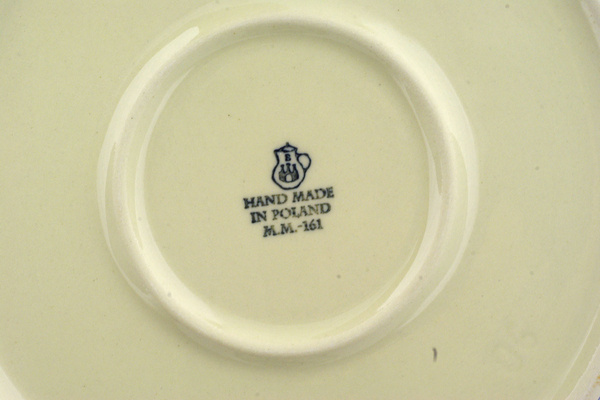 B
HAND MADE
IN POLAND
M.M.-161